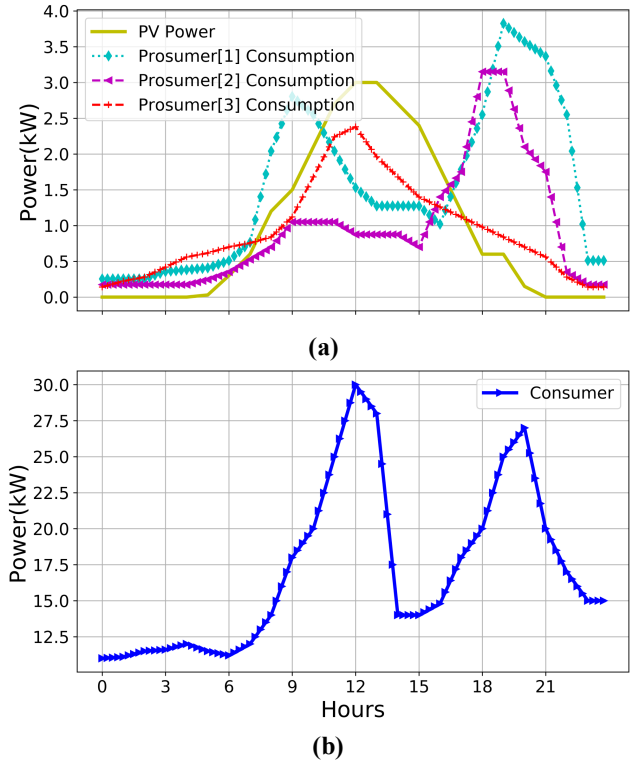 4.0
3.5
3.0
2.5
2.0
1.5
1.0
0.5
0.0
Power(kW)
PV Power
Prosumer[1] Consumption
Prosumer[2] Consumption
Prosumer[3] Consumption
(a)
30.0
27.5
25.0
22.5
20.0
17.5
15.0
12.5
Power(kW)
Consumer
0 3 6 9 12 15 18 21
Hours
(b)